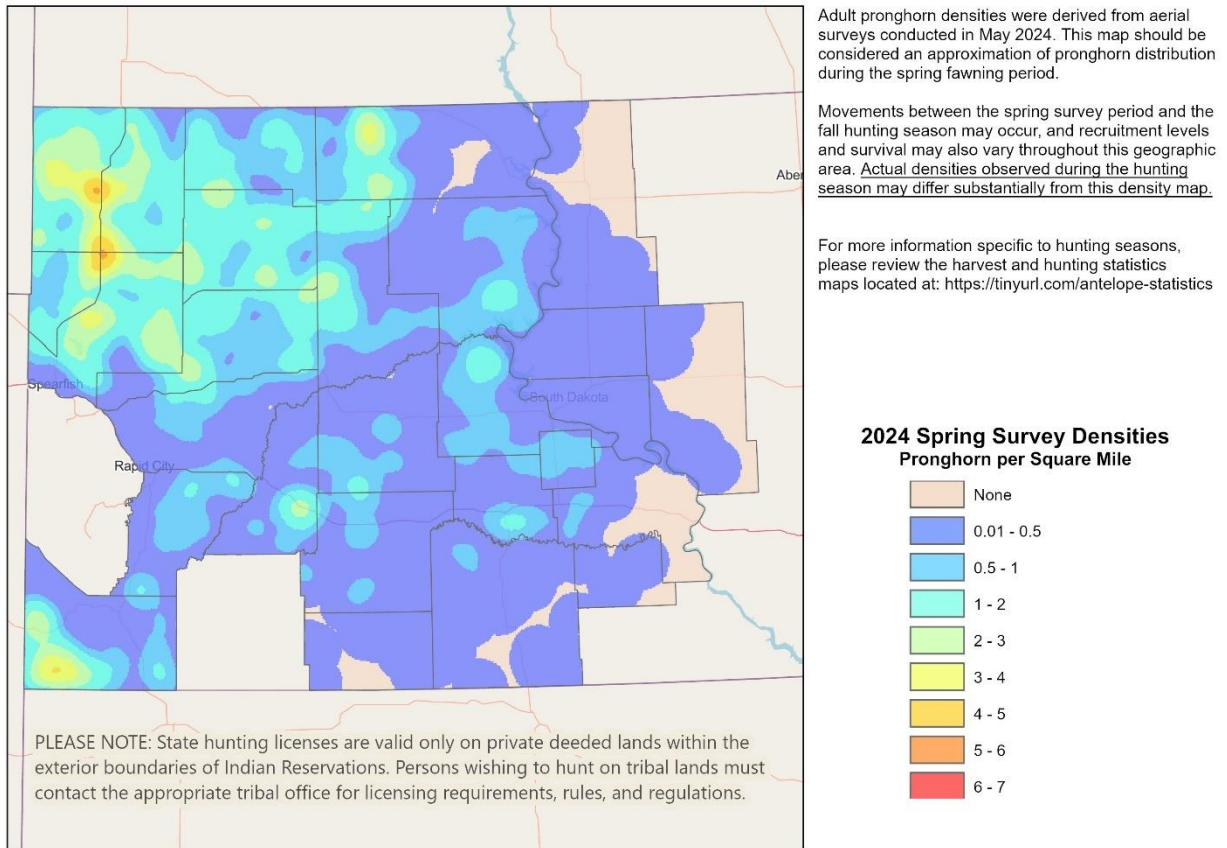 Adult pronghorn densities were derived from aerial
surveys conducted in May 2024. This map should be
considered an approximation of pronghorn distribution
during the spring fawning period.
Movements between the spring survey period and the
fall hunting season may occur, and recruitment levels
and survival may also vary throughout this geographic
area. Actual densities observed during the hunting
season may differ substantially from this density map.
For more information specific to hunting seasons,
please review the harvest and hunting statistics
maps located at: https://tinyurl.com/antelope-statistics
Aber
Spearfish
South Dakota
Rapid City
2024 Spring Survey Densities
Pronghorn per Square Mile
None
0.01 - 0.5
0.5 - 1
1 - 2
2 - 3
3 - 4
4 - 5
5 - 6
6 - 7
PLEASE NOTE: State hunting licenses are valid only on private deeded lands within the
exterior boundaries of Indian Reservations. Persons wishing to hunt on tribal lands must
contact the appropriate tribal office for licensing requirements, rules, and regulations.